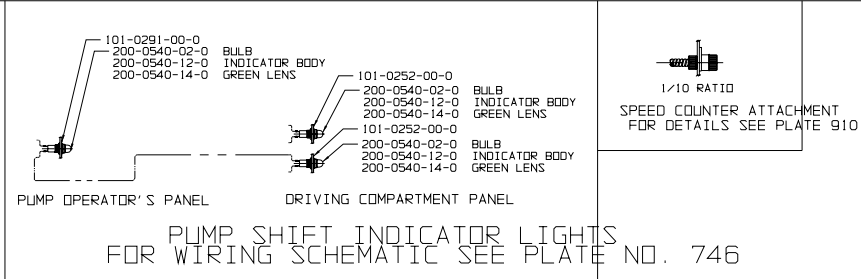 101-0291-00-0
200-0540-02-0 BULB
200-0540-12-0 INDICATOR BODY
200-0540-14-0 GREEN LENS
101-0252-00-0
200-0540-02-0 BULB
200-0540-12-0 INDICATOR BODY
200-0540-14-0 GREEN LENS
101-0252-00-0
200-0540-02-0 BULB
200-0540-12-0 INDICATOR BODY
200-0540-14-0 GREEN LENS
PUMP OPERATOR'S PANEL
DRIVING COMPARTMENT PANEL
1/10 RATIO
SPEED COUNTER ATTACHMENT
FOR DETAILS SEE PLATE 910
PUMP SHIFT INDICATOR LIGHTS
FOR WIRING SCHEMATIC SEE PLATE NO. 746